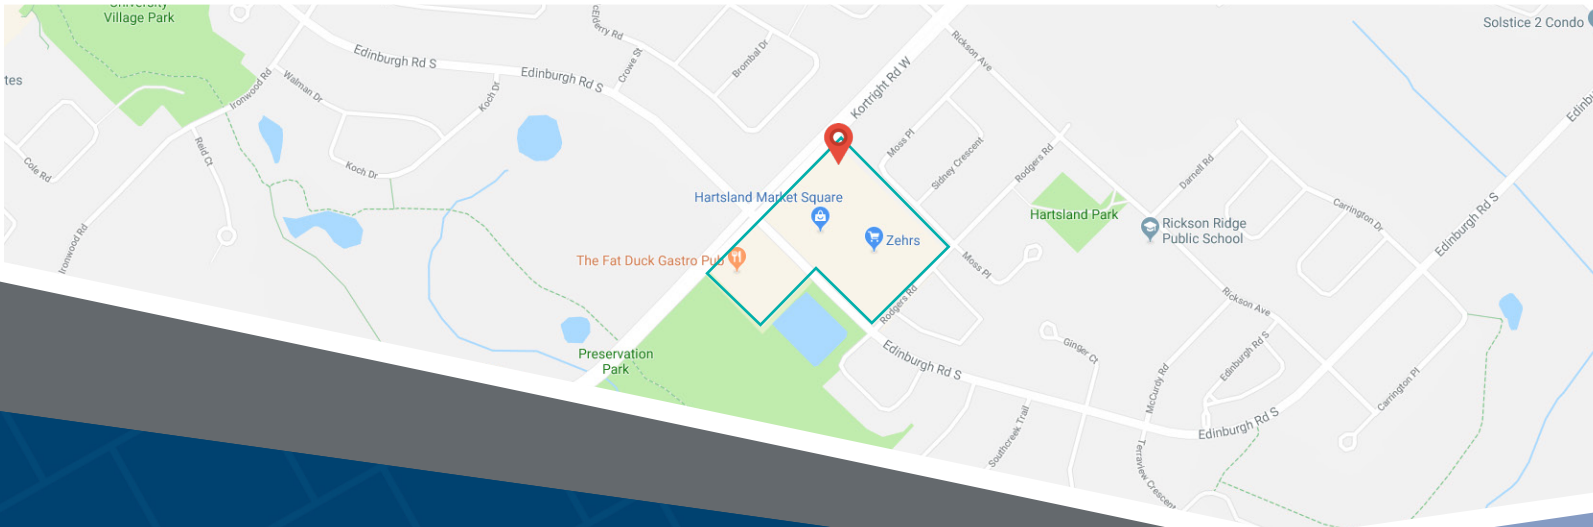 University
Village Park
Solstice 2 Condo
Edinburgh Rd S
McElderry Rd
Crowe St
Brombal Dr
Rickson Ave
Kortright Rd W
tes
Ironwood Rd
Walman Dr
Koch Dr
Edinburgh Rd S
Edinb
Reid Ct
Cole Rd
Koch Dr
Moss Pl
Sidney Crescent
Rodgers Rd
Darnell Rd
Hartsland Market Square
Carrington Dr
Edinburgh Rd S
Hartsland Park
Rickson Ridge
Public School
Ironwood Rd
Zehrs
The Fat Duck Gastro Pub
Moss Pl
Rodgers Rd
Rickson Ave
Preservation
Park
Edinburgh Rd S
Ginger Ct
Edinburgh Rd S
McCurdy Rd
Carrington Pl
Edinburgh Rd S
Southcreek Trail
Terraview Crescent